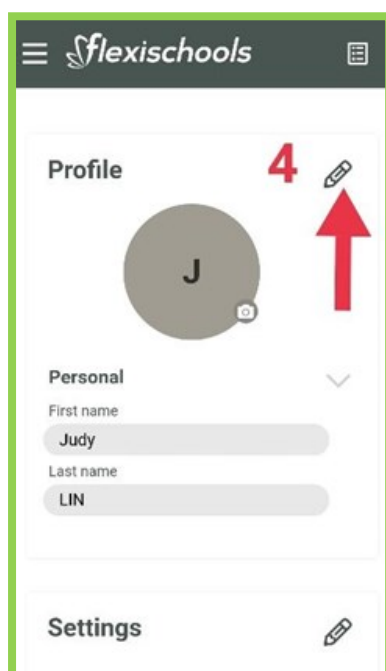 flexischools
Profile 4
J
Personal
First name
Judy
Last name
LIN
Settings